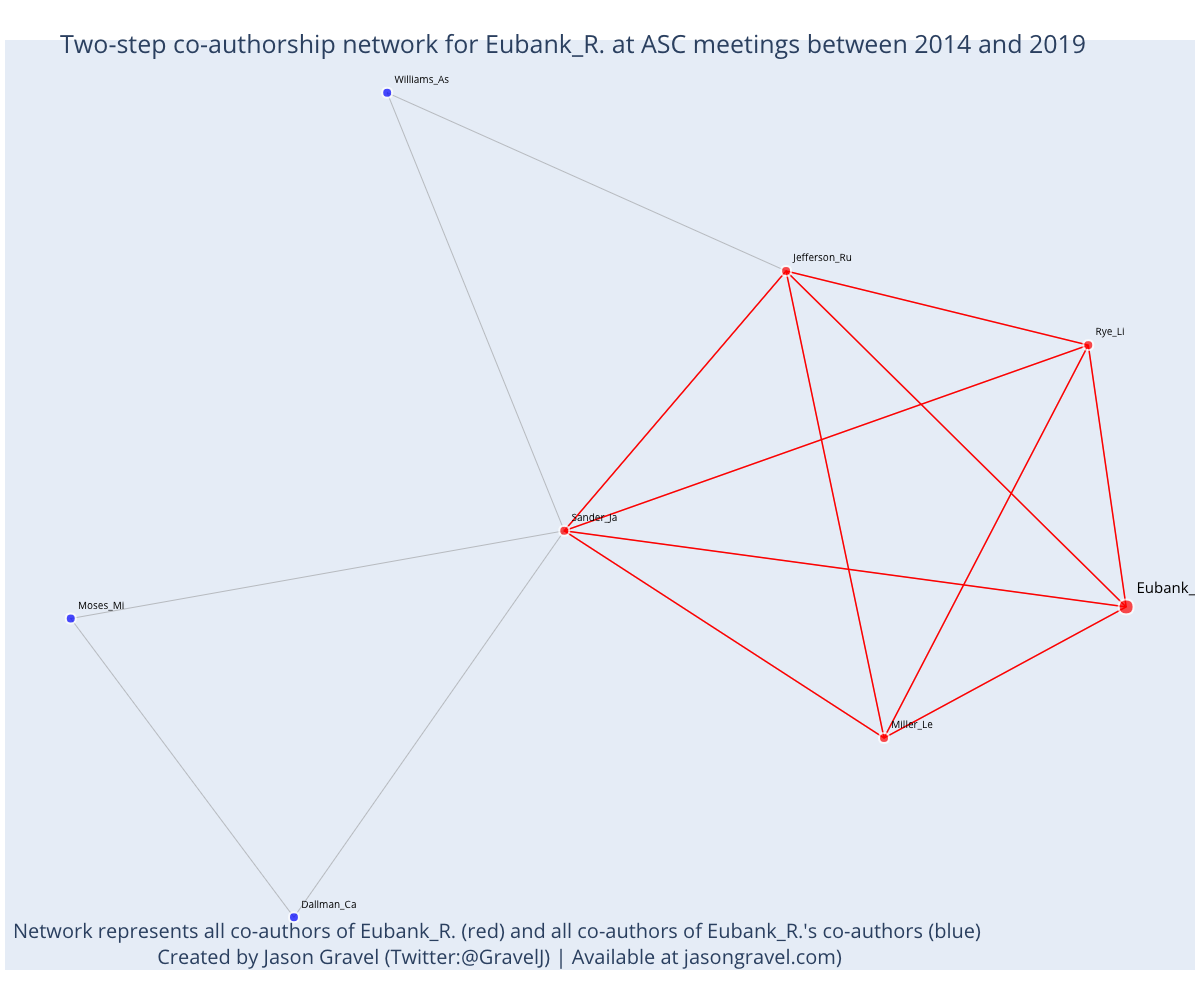 Two-step co-authorship network for Eubank_R. at ASC meetings between 2014 and 2019
Williams_As
Jefferson_Ru
Rye_Li
Sander_Ja
Eubank_
Moses_Mi
Miller_Le
Dallman_Ca
Network represents all co-authors of Eubank_R. (red) and all co-authors of Eubank_R.'s co-authors (blue)
Created by Jason Gravel (Twitter:@GravelJ) | Available at jasongravel.com)